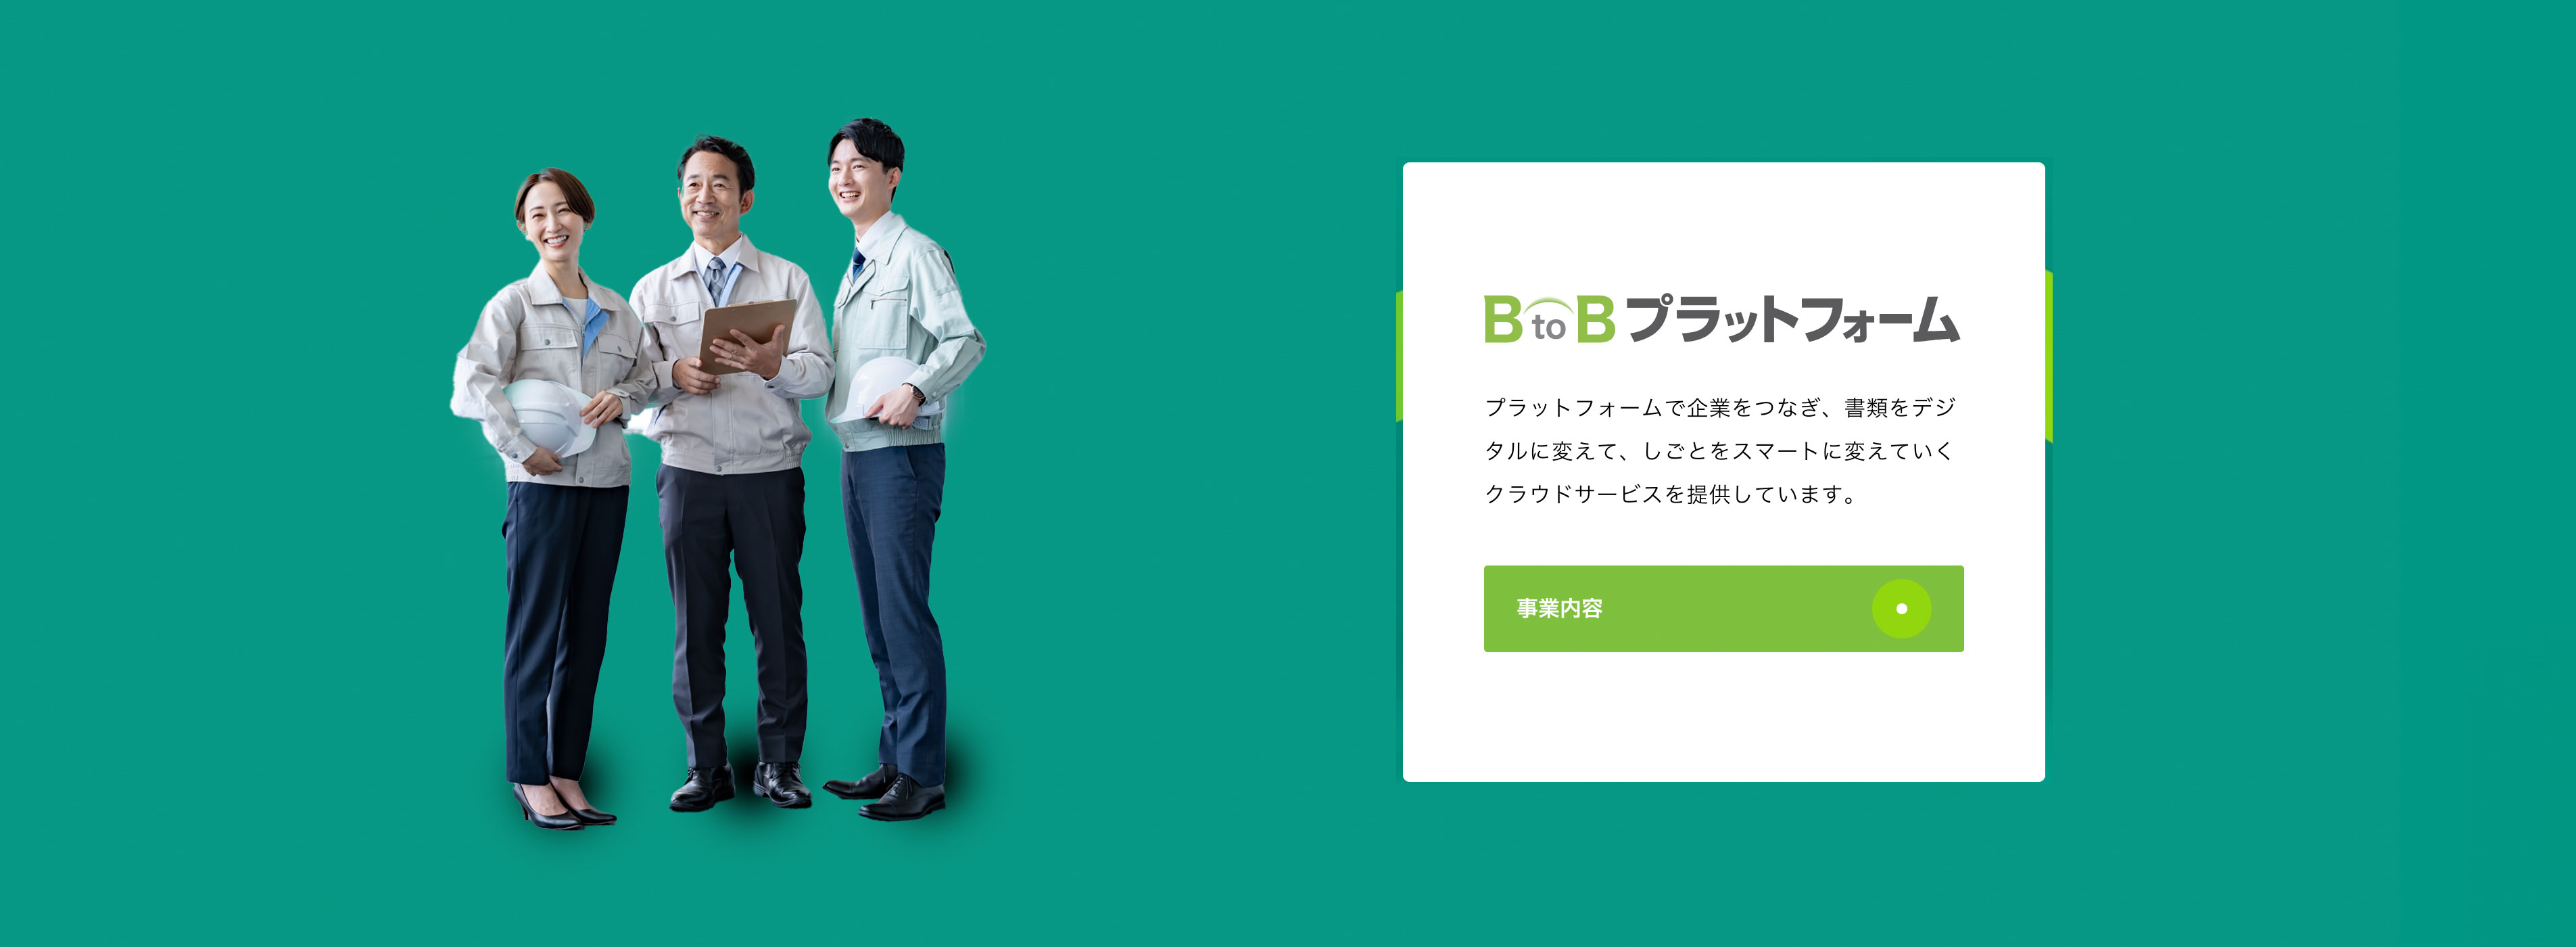 BtoBプラットフォーム
プラットフォームで企業をつなぎ、書類をデジ
タルに変えて、しごとをスマートに変えていく
クラウドサービスを提供しています。
事業内容